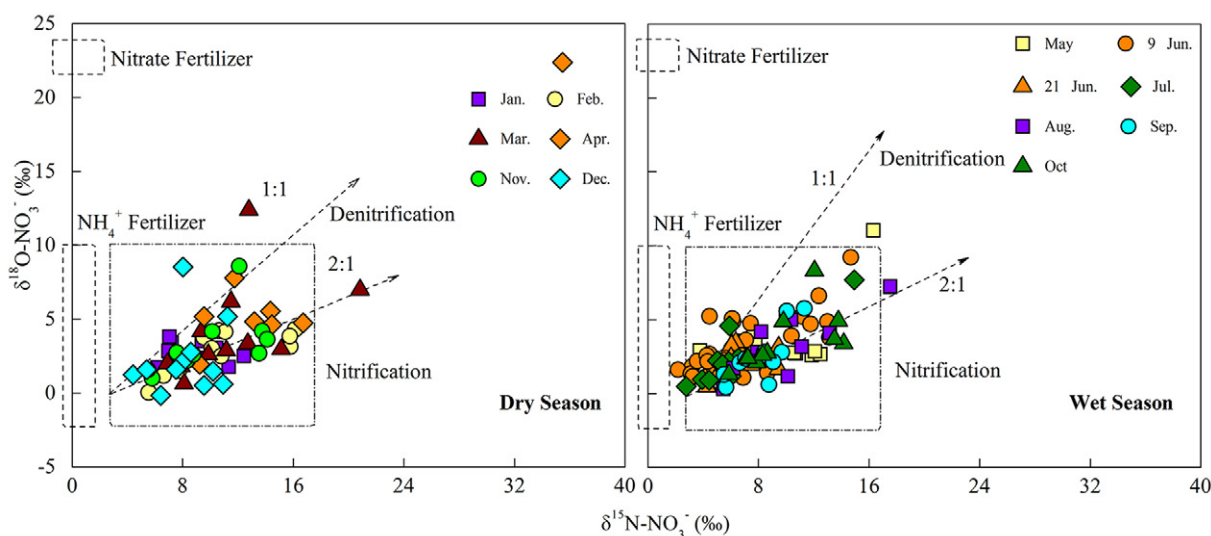 25
20
15
10
5
0
-5
δ¹⁸O-NO₃⁻ (‰)
Nitrate Fertilizer
Jan. Feb.
Mar. Apr.
Nov. Dec.
1:1
Denitrification
NH₄⁺ Fertilizer
2:1
Nitrification
Dry Season
0 8 16 24 32 40
Nitrate Fertilizer
May 9 Jun.
21 Jun. Jul.
Aug. Sep.
Oct
1:1
Denitrification
NH₄⁺ Fertilizer
2:1
Nitrification
Wet Season
0 8 16 24 32 40
δ¹⁵N-NO₃⁻ (‰)